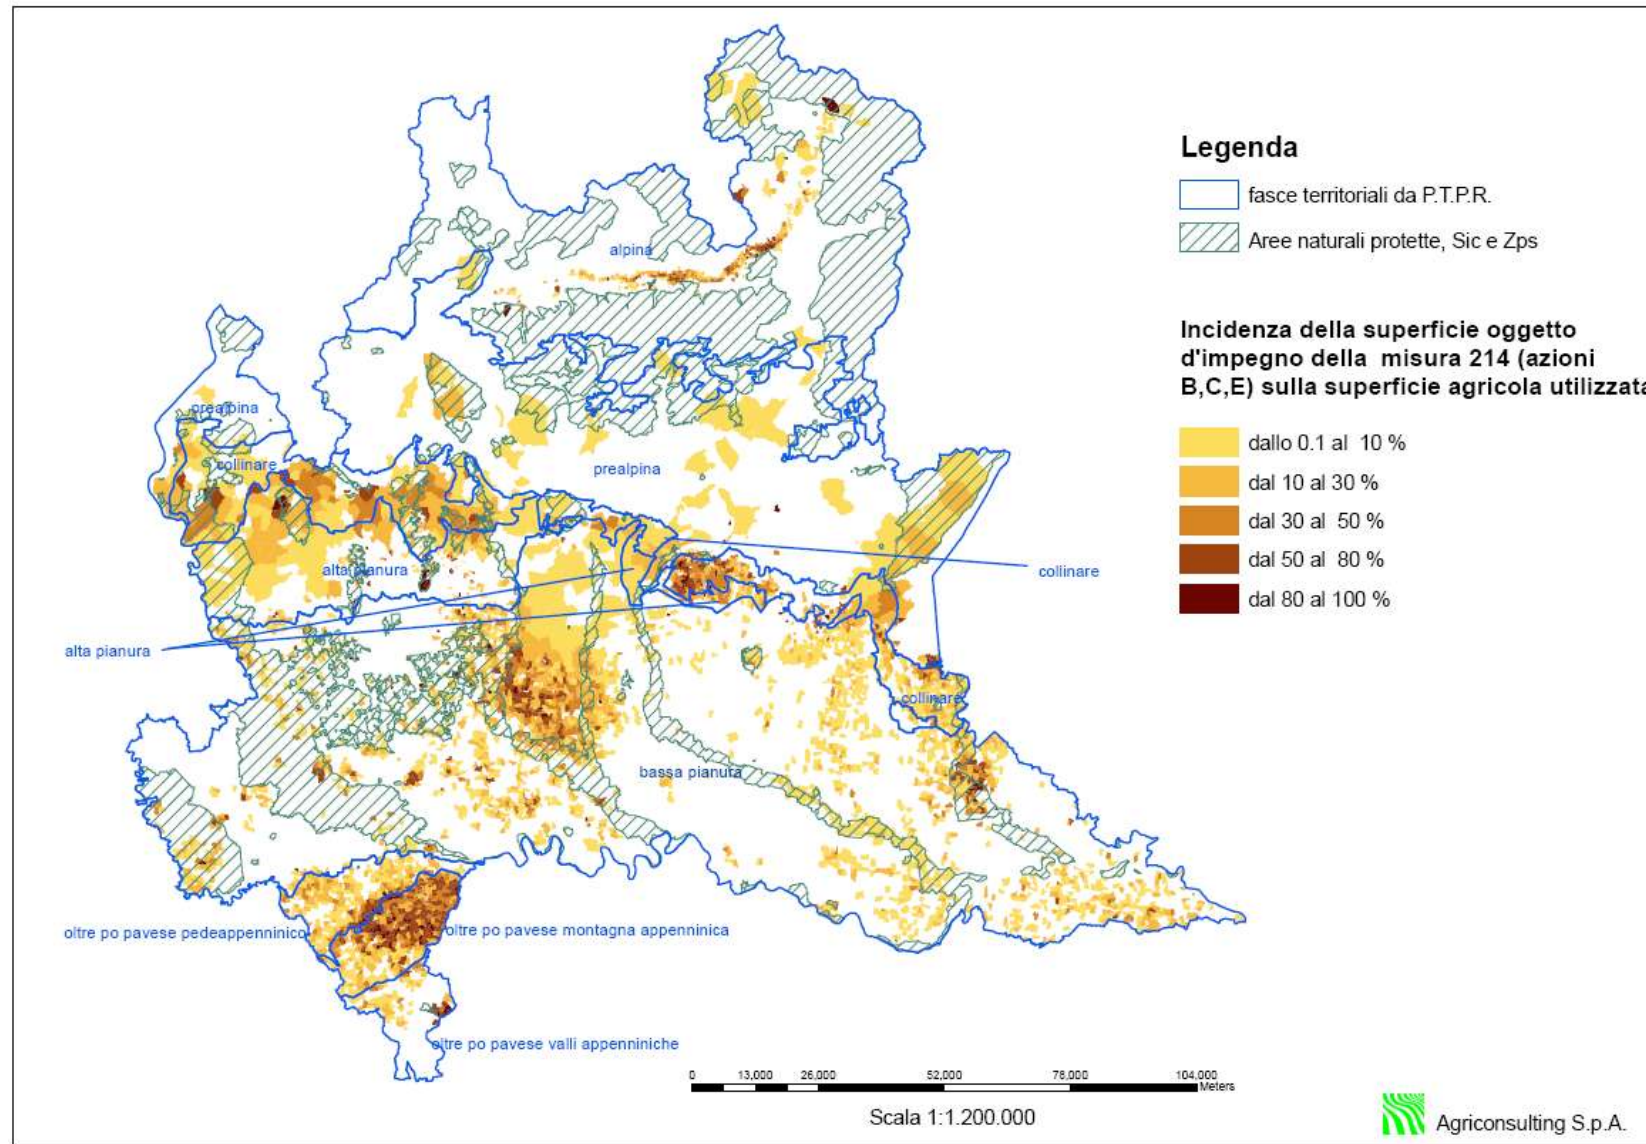 Legenda
fasce territoriali da P.T.P.R.
Aree naturali protette, Sic e Zps
Incidenza della superficie oggetto
d'impegno della misura 214 (azioni
B,C,E) sulla superficie agricola utilizzata
dallo 0.1 al 10 %
dal 10 al 30 %
dal 30 al 50 %
dal 50 al 80 %
dal 80 al 100 %
alpina
prealpina
collinare
prealpina
alta pianura
collinare
alta pianura
collinare
bassa pianura
oltre po pavese pedeappenninico
oltre po pavese montagna appenninica
oltre po pavese valli appenniniche
0 13,000 26,000 52,000 78,000 104,000
Meters
Scala 1:1.200.000
Agriconsulting S.p.A.